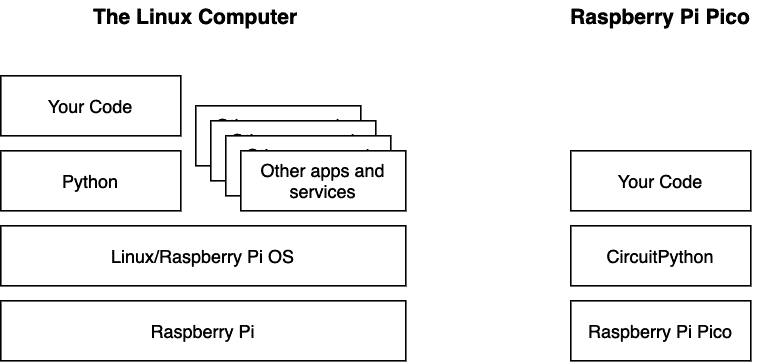 The Linux Computer
Raspberry Pi Pico
Your Code
Python
Other apps and
services
Linux/Raspberry Pi OS
Raspberry Pi
Your Code
CircuitPython
Raspberry Pi Pico